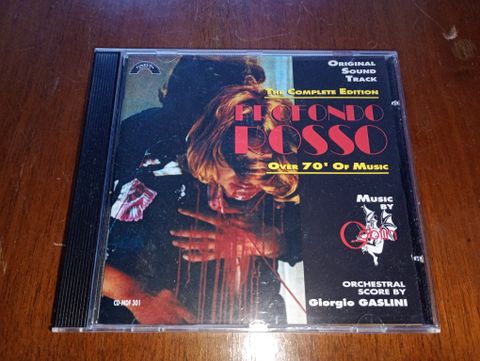 ORIGINAL
SOUND
TRACK
THE COMPLETE EDITION
PROFONDO
ROSSO
OVER 70' OF MUSIC
MUSIC
BY
Goblin
ORCHESTRAL
SCORE BY
Giorgio GASLINI
CD-MDF 301